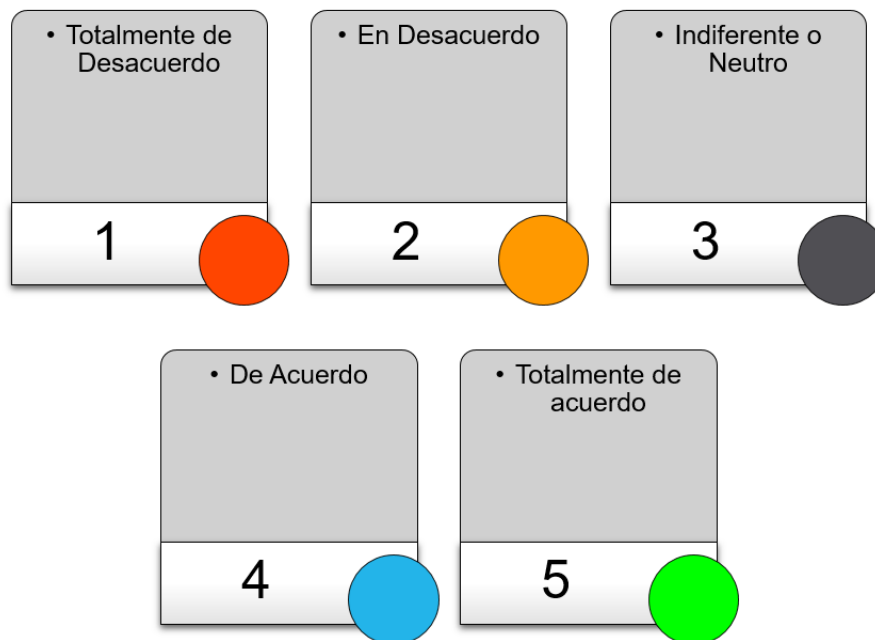 • Totalmente de
Desacuerdo
• En Desacuerdo
• Indiferente o
Neutro
1
2
3
• De Acuerdo
• Totalmente de
acuerdo
4
5